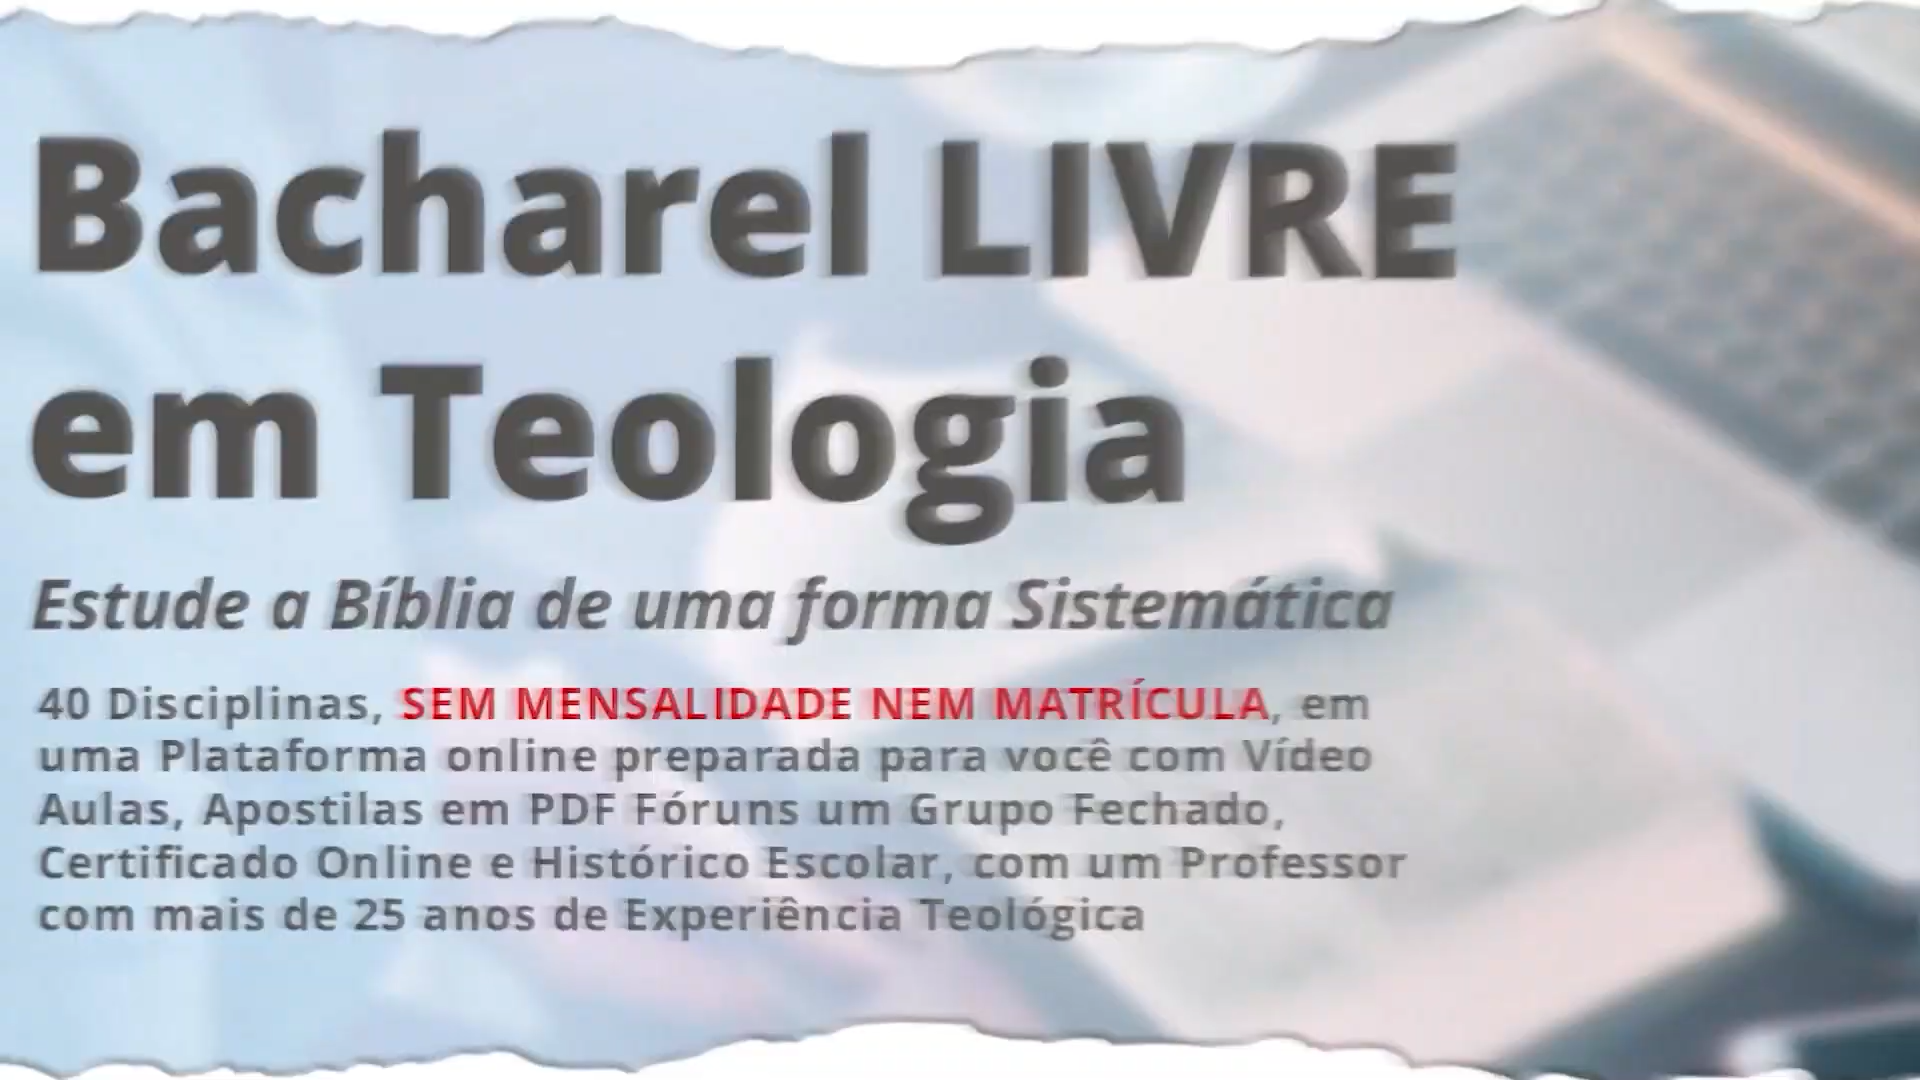 Bacharel LIVRE
em Teologia
Estude a Bíblia de uma forma Sistemática
40 Disciplinas, SEM MENSALIDADE NEM MATRÍCULA, em
uma Plataforma online preparada para você com Vídeo
Aulas, Apostilas em PDF Fóruns um Grupo Fechado,
Certificado Online e Histórico Escolar, com um Professor
com mais de 25 anos de Experiência Teológica